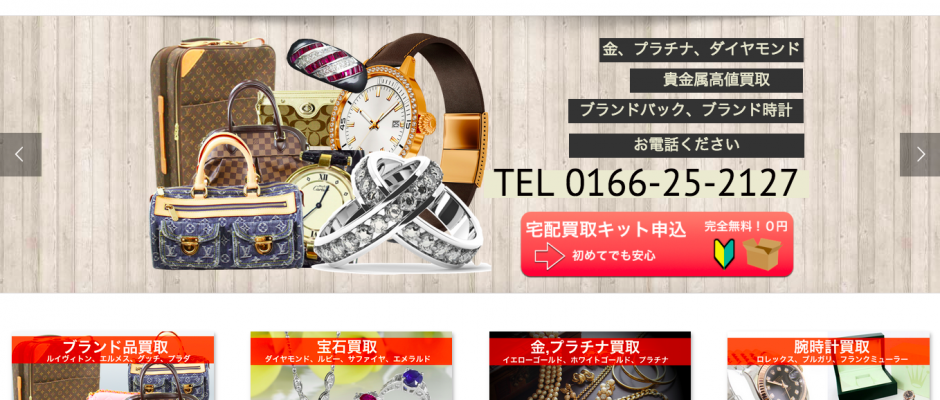 金、プラチナ、ダイヤモンド
貴金属高値買取
ブランドバック、ブランド時計
お電話ください
TEL 0166-25-2127
宅配買取キット申込
完全無料！０円
初めてでも安心
ブランド品買取
ルイヴィトン、エルメス、グッチ、プラダ
宝石買取
ダイヤモンド、ルビー、サファイヤ、エメラルド
金,プラチナ買取
イエローゴールド、ホワイトゴールド、プラチナ
腕時計買取
ロレックス、ブルガリ、フランクミューラー